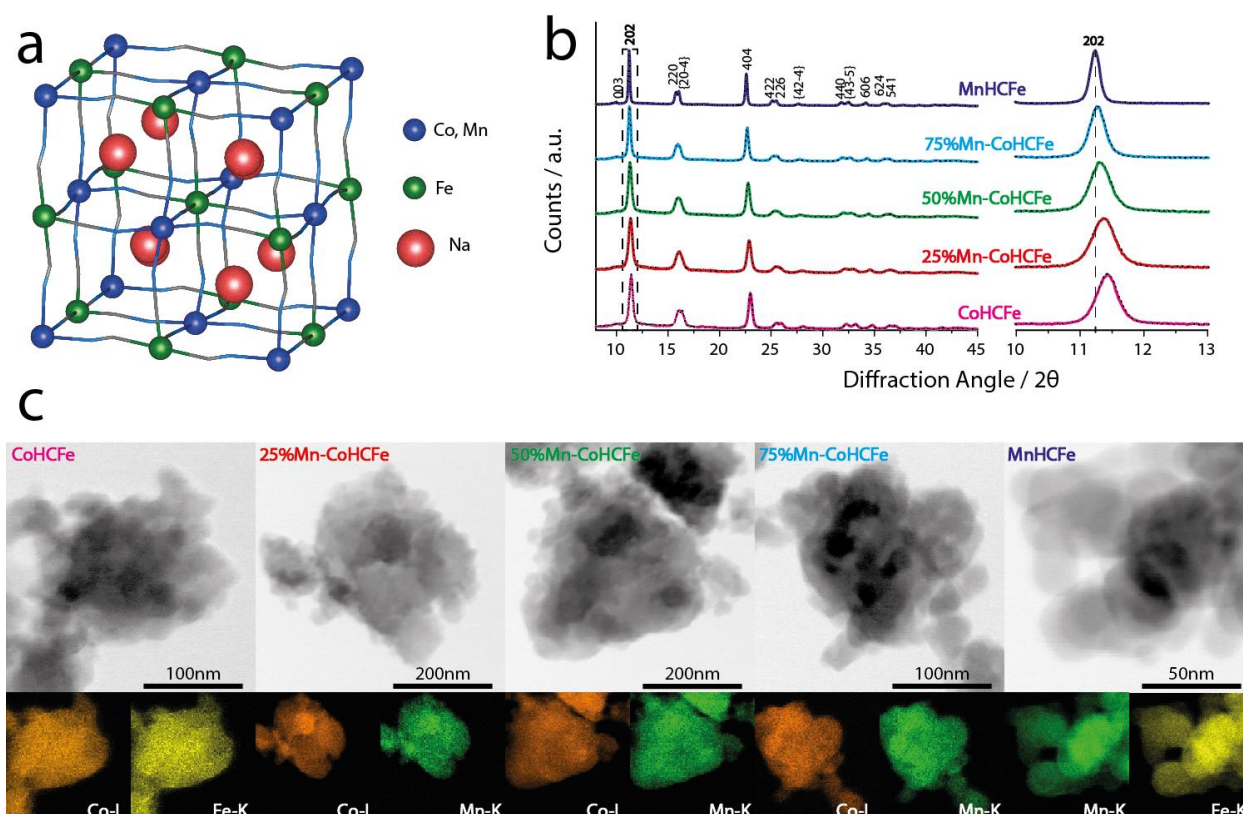 a
Co, Mn
Fe
Na
b
Counts / a.u.
003
202
220
{20-4}
404
422
226
{42-4}
440
{45-5}
606
624
541
202
MnHCFe
75%Mn-CoHCFe
50%Mn-CoHCFe
25%Mn-CoHCFe
CoHCFe
10 15 20 25 30 35 40 45 10 11 12 13
Diffraction Angle / 2θ
c
CoHCFe 25%Mn-CoHCFe 50%Mn-CoHCFe 75%Mn-CoHCFe MnHCFe
100nm 200nm 200nm 100nm 50nm
Co-L Fe-K Co-L Mn-K Co-L Mn-K Co-L Mn-K Mn-K Fe-K